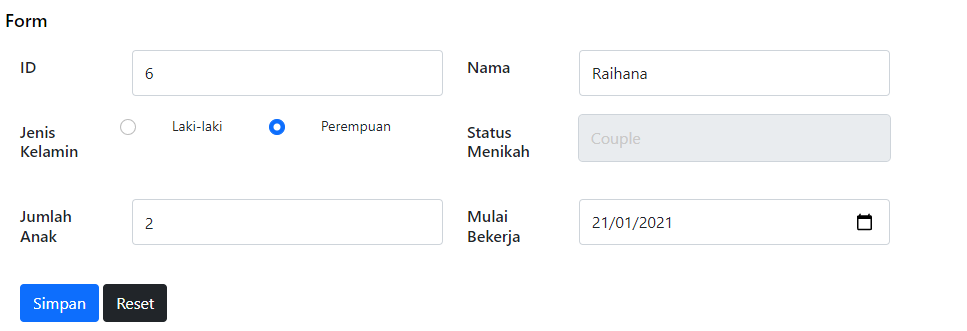 Form
ID
6
Nama
Raihana
Jenis
Kelamin
Laki-laki
Perempuan
Status
Menikah
Couple
Jumlah
Anak
2
Mulai
Bekerja
21/01/2021
Simpan
Reset